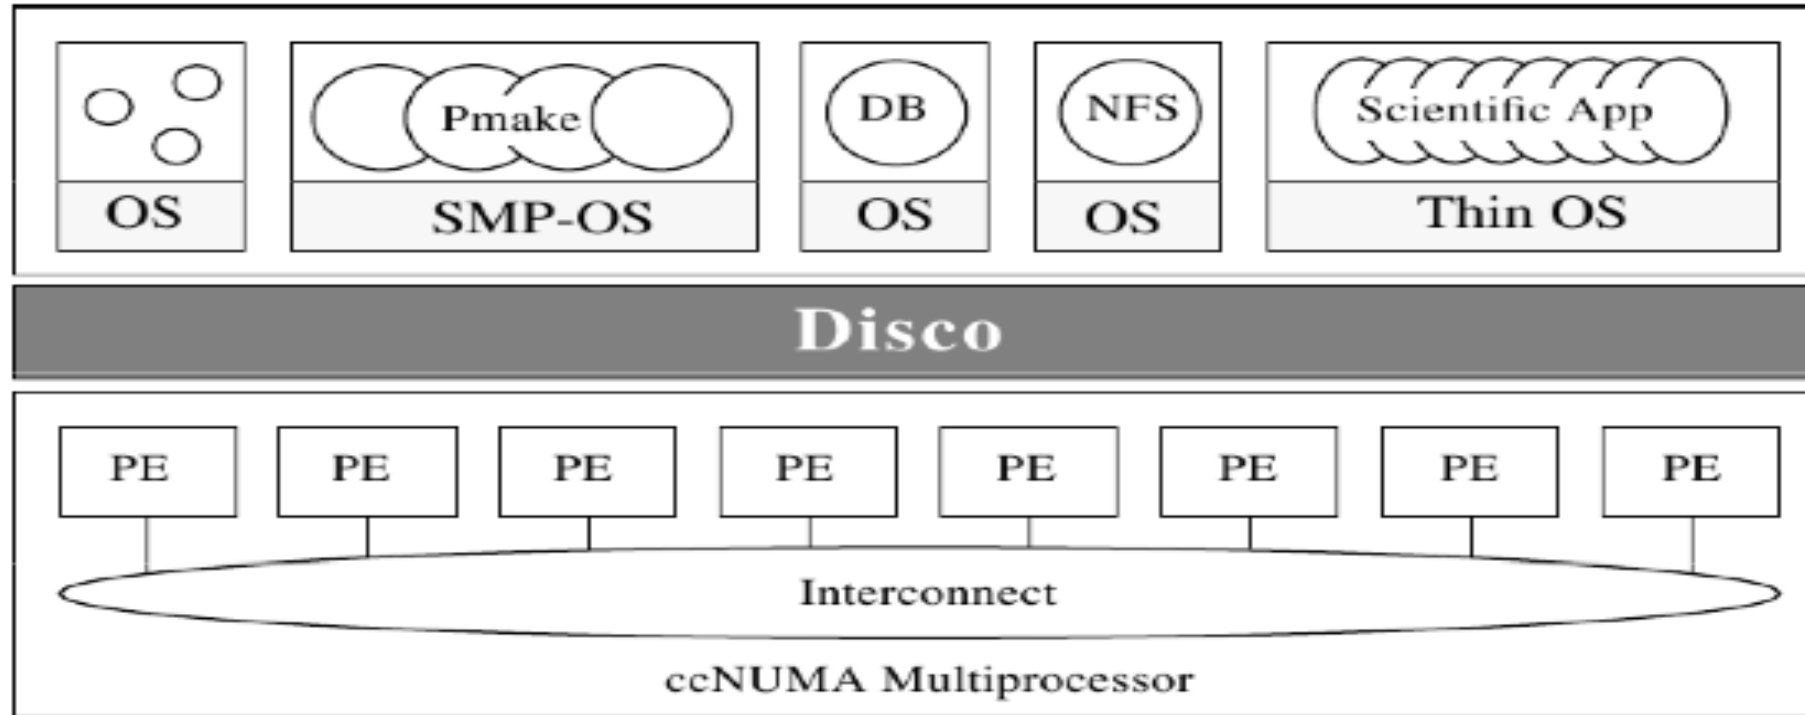 Pmake DB NFS Scientific App
OS SMP-OS OS OS Thin OS
Disco
PE PE PE PE PE PE PE PE
Interconnect
ccNUMA Multiprocessor